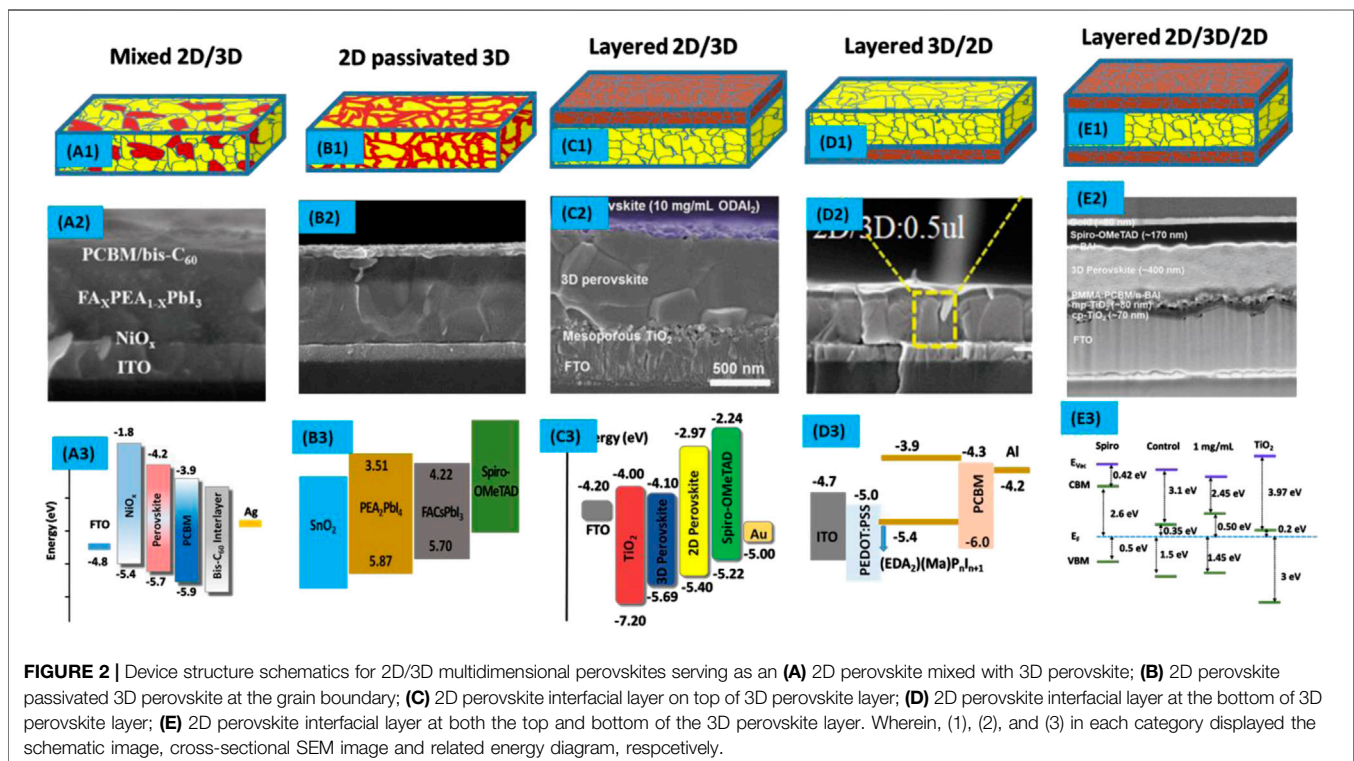 Mixed 2D/3D
2D passivated 3D
Layered 2D/3D
Layered 3D/2D
Layered 2D/3D/2D
(A1)
(B1)
(C1)
(D1)
(E1)
(A2)
PCBM/bis-C60
FAXPEA1-XPbI3
NiOx
ITO
(B2)
(C2)
ovskite (10 mg/mL ODAI2)
3D perovskite
Mesoporous TiO2
FTO
500 nm
(D2)
2D/3D:0.5ul
(E2)
Spiro-OMeTAD (~170 nm)
3D Perovskite (~400 nm)
PMMA:PCBM/n-BAI
mp-TiO2 (~80 nm)
cp-TiO2 (~70 nm)
FTO
(A3)
Energy (eV)
FTO
-4.8
-1.8
NiOx
-5.4
-4.2
Perovskite
-5.7
-3.9
PCBM
-5.9
Bis-C60 Interlayer
Ag
(B3)
SnO2
3.51
PEA2PbI4
5.87
4.22
FACsPbI3
5.70
Spiro-
OMeTAD
(C3)
ergy (eV)
-4.20
FTO
-4.00
TiO2
-7.20
-4.10
3D Perovskite
-5.69
-2.97
2D Perovskite
-5.40
-2.24
Spiro-OMeTAD
-5.22
Au
-5.00
(D3)
-4.7
ITO
-5.0
PEDOT:PSS
-3.9
-5.4
(EDA2)(Ma)PnIn+1
-4.3
PCBM
-6.0
Al
-4.2
(E3)
Spiro
Control
1 mg/mL
TiO2
EVac
CBM
EF
VBM
0.42 eV
2.6 eV
0.5 eV
3.1 eV
0.35 eV
1.5 eV
2.45 eV
0.50 eV
1.45 eV
3.97 eV
0.2 eV
3 eV
FIGURE 2 | Device structure schematics for 2D/3D multidimensional perovskites serving as an (A) 2D perovskite mixed with 3D perovskite; (B) 2D perovskite
passivated 3D perovskite at the grain boundary; (C) 2D perovskite interfacial layer on top of 3D perovskite layer; (D) 2D perovskite interfacial layer at the bottom of 3D
perovskite layer; (E) 2D perovskite interfacial layer at both the top and bottom of the 3D perovskite layer. Wherein, (1), (2), and (3) in each category displayed the
schematic image, cross-sectional SEM image and related energy diagram, respcetively.